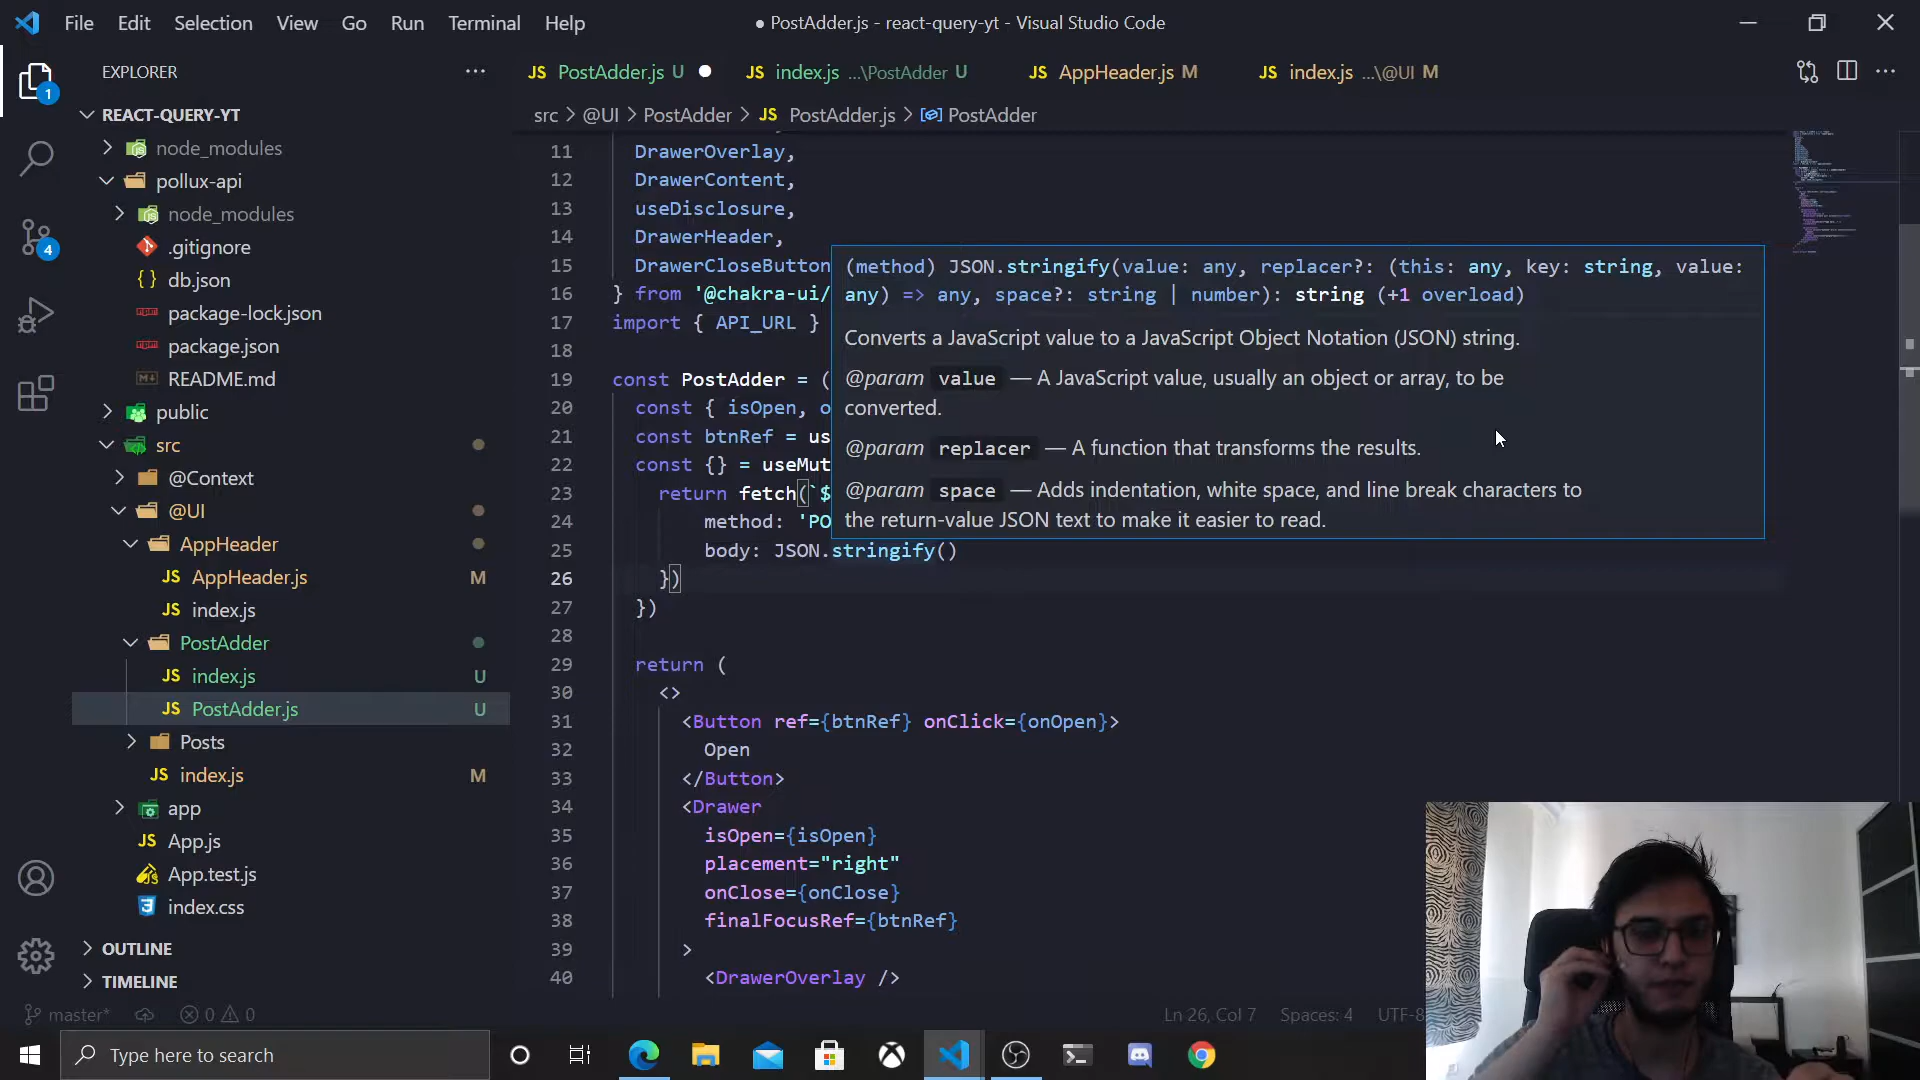 File Edit Selection View Go Run Terminal Help
● PostAdder.js - react-query-yt - Visual Studio Code
EXPLORER
JS PostAdder.js U
JS index.js ...\PostAdder U
JS AppHeader.js M
JS index.js ...\@UI M
src > @UI > PostAdder > JS PostAdder.js > PostAdder
1
4
REACT-QUERY-YT
node_modules
pollux-api
node_modules
.gitignore
{ } db.json
package-lock.json
package.json
README.md
public
src
@Context
@UI
AppHeader
JS AppHeader.js M
JS index.js
PostAdder
JS index.js U
JS PostAdder.js U
Posts
JS index.js M
app
JS App.js
App.test.js
index.css
OUTLINE
TIMELINE
11 DrawerOverlay,
12 DrawerContent,
13 useDisclosure,
14 DrawerHeader,
15 DrawerCloseButton
16 } from '@chakra-ui/
17 import { API_URL }
18
19 const PostAdder = (
20 const { isOpen, o
21 const btnRef = us
22 const {} = useMut
23 return fetch(`$
24 method: 'PO
25 body: JSON.stringify()
26 })
27 })
28
29 return (
30 <>
31 <Button ref={btnRef} onClick={onOpen}>
32 Open
33 </Button>
34 <Drawer
35 isOpen={isOpen}
36 placement="right"
37 onClose={onClose}
38 finalFocusRef={btnRef}
39 >
40 <DrawerOverlay />
(method) JSON.stringify(value: any, replacer?: (this: any, key: string, value:
any) => any, space?: string | number): string (+1 overload)
Converts a JavaScript value to a JavaScript Object Notation (JSON) string.
@param value — A JavaScript value, usually an object or array, to be
converted.
@param replacer — A function that transforms the results.
@param space — Adds indentation, white space, and line break characters to
the return-value JSON text to make it easier to read.
master* 0 0
Ln 26, Col 7 Spaces: 4 UTF-8
Type here to search